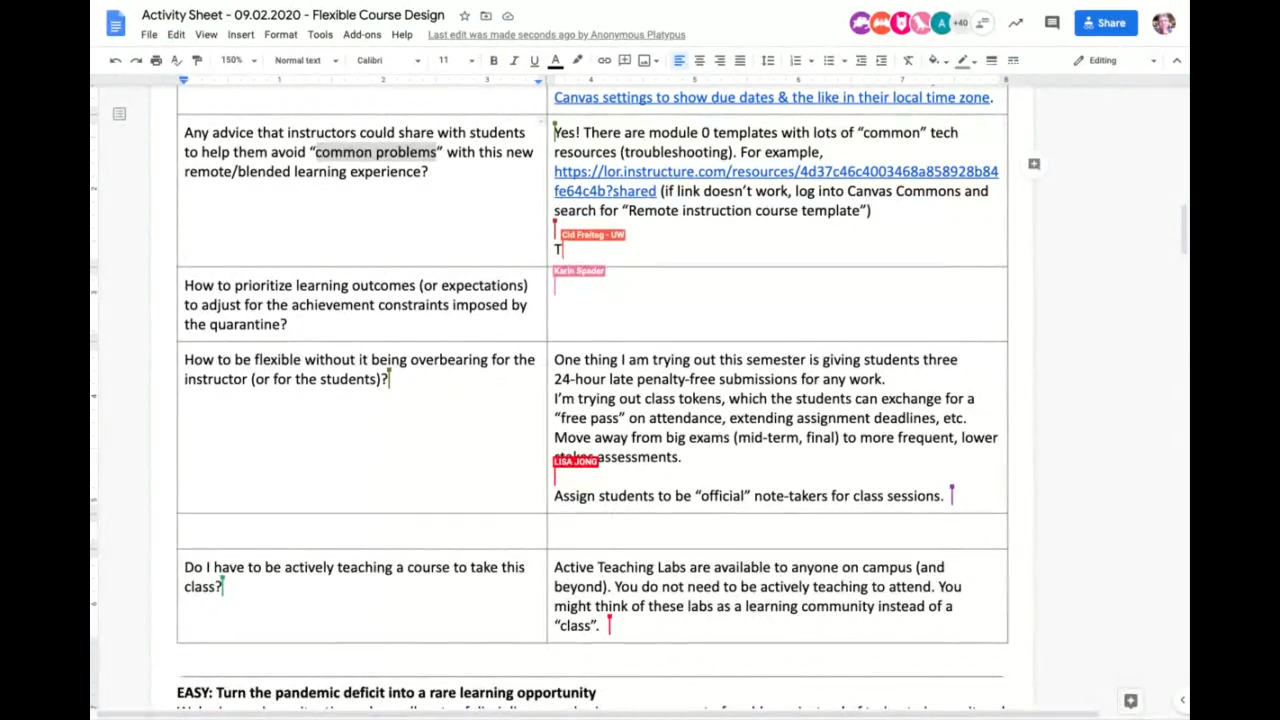 Activity Sheet - 09.02.2020 - Flexible Course Design
+40
Share
File Edit View Insert Format Tools Add-ons Help Last edit was made seconds ago by Anonymous Platypus
150% Normal text Calibri 11 B I U A Editing
1 2 3 4 5 6 7 8
Canvas settings to show due dates & the like in their local time zone.
Any advice that instructors could share with students
to help them avoid “common problems” with this new
remote/blended learning experience?
Yes! There are module 0 templates with lots of “common” tech
resources (troubleshooting). For example,
https://lor.instructure.com/resources/4d37c46c4003468a858928b84
fe64c4b?shared (if link doesn’t work, log into Canvas Commons and
search for “Remote instruction course template”)
Cid Freitag - UW
T
Karin Spader
How to prioritize learning outcomes (or expectations)
to adjust for the achievement constraints imposed by
the quarantine?
How to be flexible without it being overbearing for the
instructor (or for the students)?
One thing I am trying out this semester is giving students three
24-hour late penalty-free submissions for any work.
I’m trying out class tokens, which the students can exchange for a
“free pass” on attendance, extending assignment deadlines, etc.
Move away from big exams (mid-term, final) to more frequent, lower
stakes assessments.
LISA JONG
Assign students to be “official” note-takers for class sessions.
Do I have to be actively teaching a course to take this
class?
Active Teaching Labs are available to anyone on campus (and
beyond). You do not need to be actively teaching to attend. You
might think of these labs as a learning community instead of a
“class”.
EASY: Turn the pandemic deficit into a rare learning opportunity